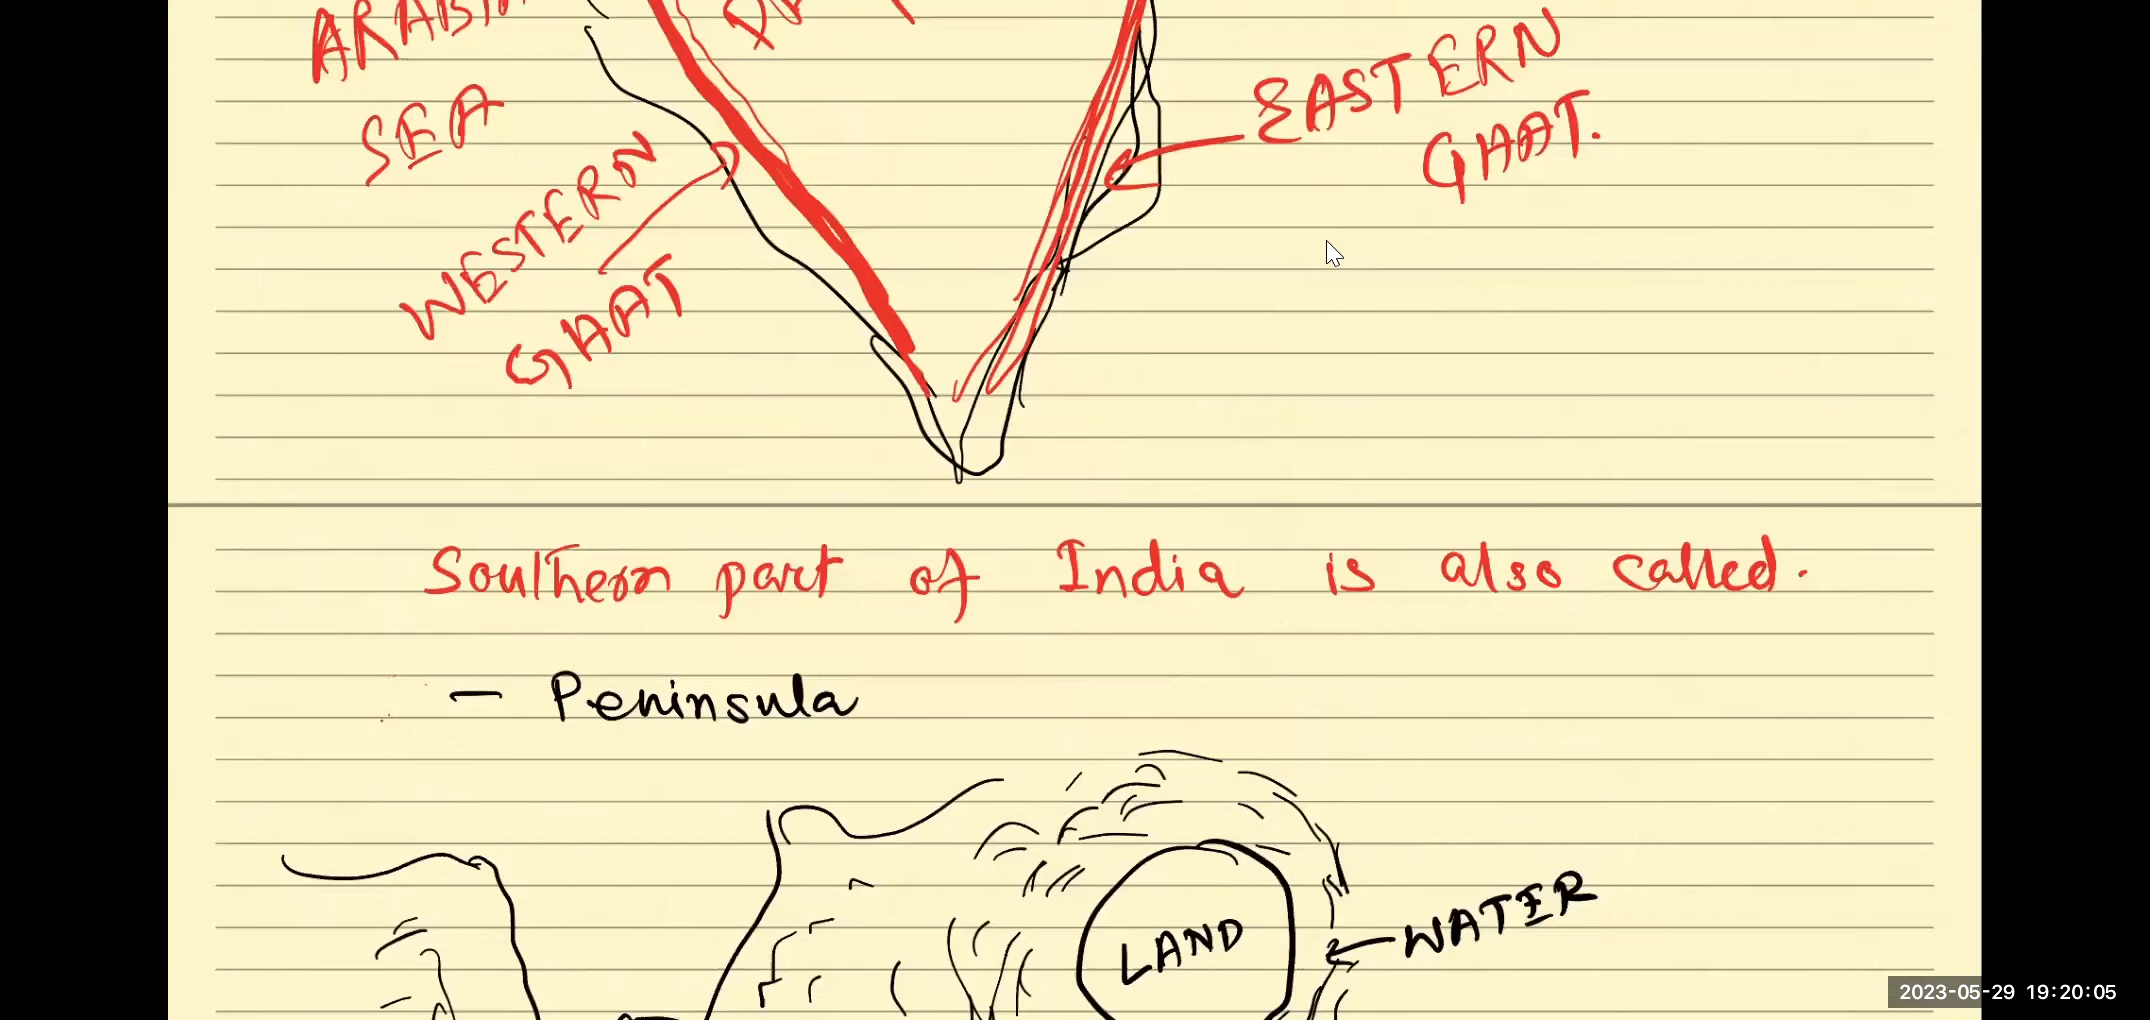 SEA
EASTERN
GHAT.
WESTERN
GHAT
Southern part of India is also called.
- Peninsula
LAND
WATER
2023-05-29 19:20:05